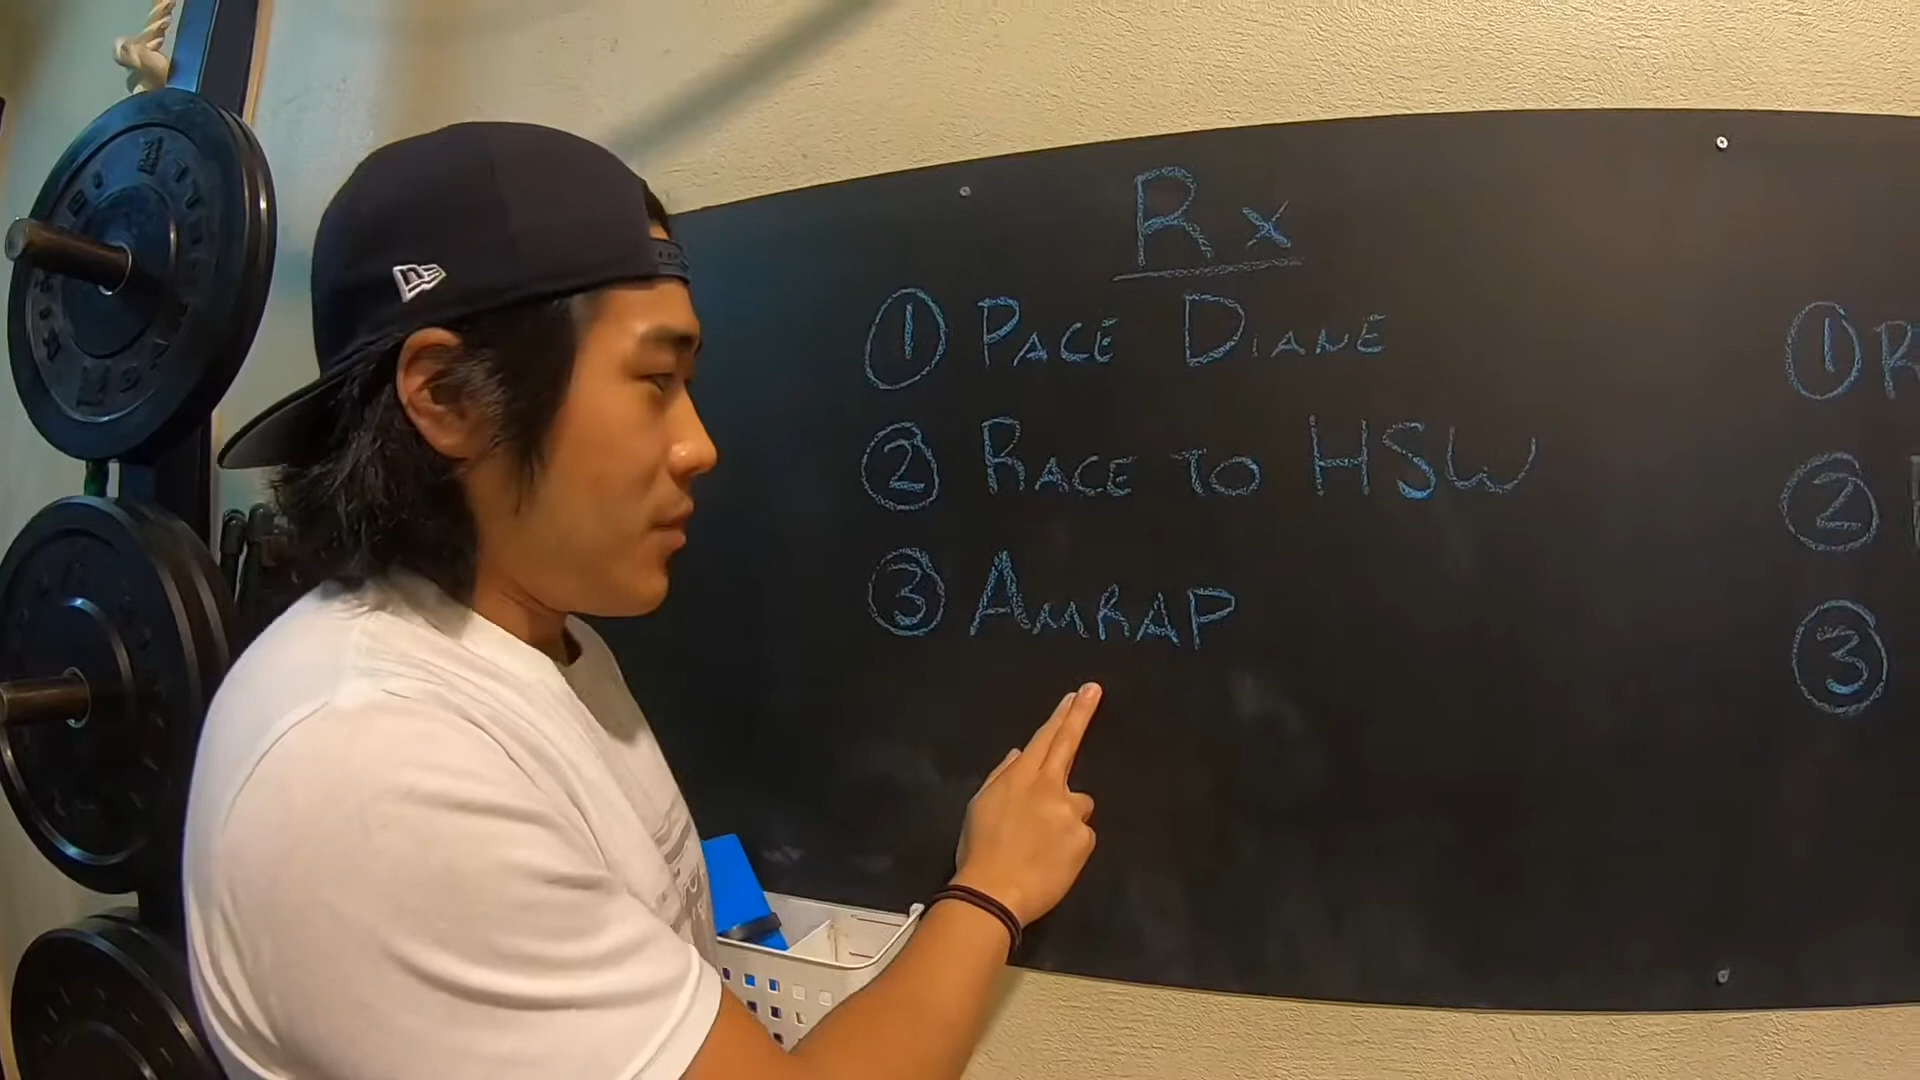 Rx
① PACE DIANE
② RACE TO HSW
③ AMRAP
① R
②
③